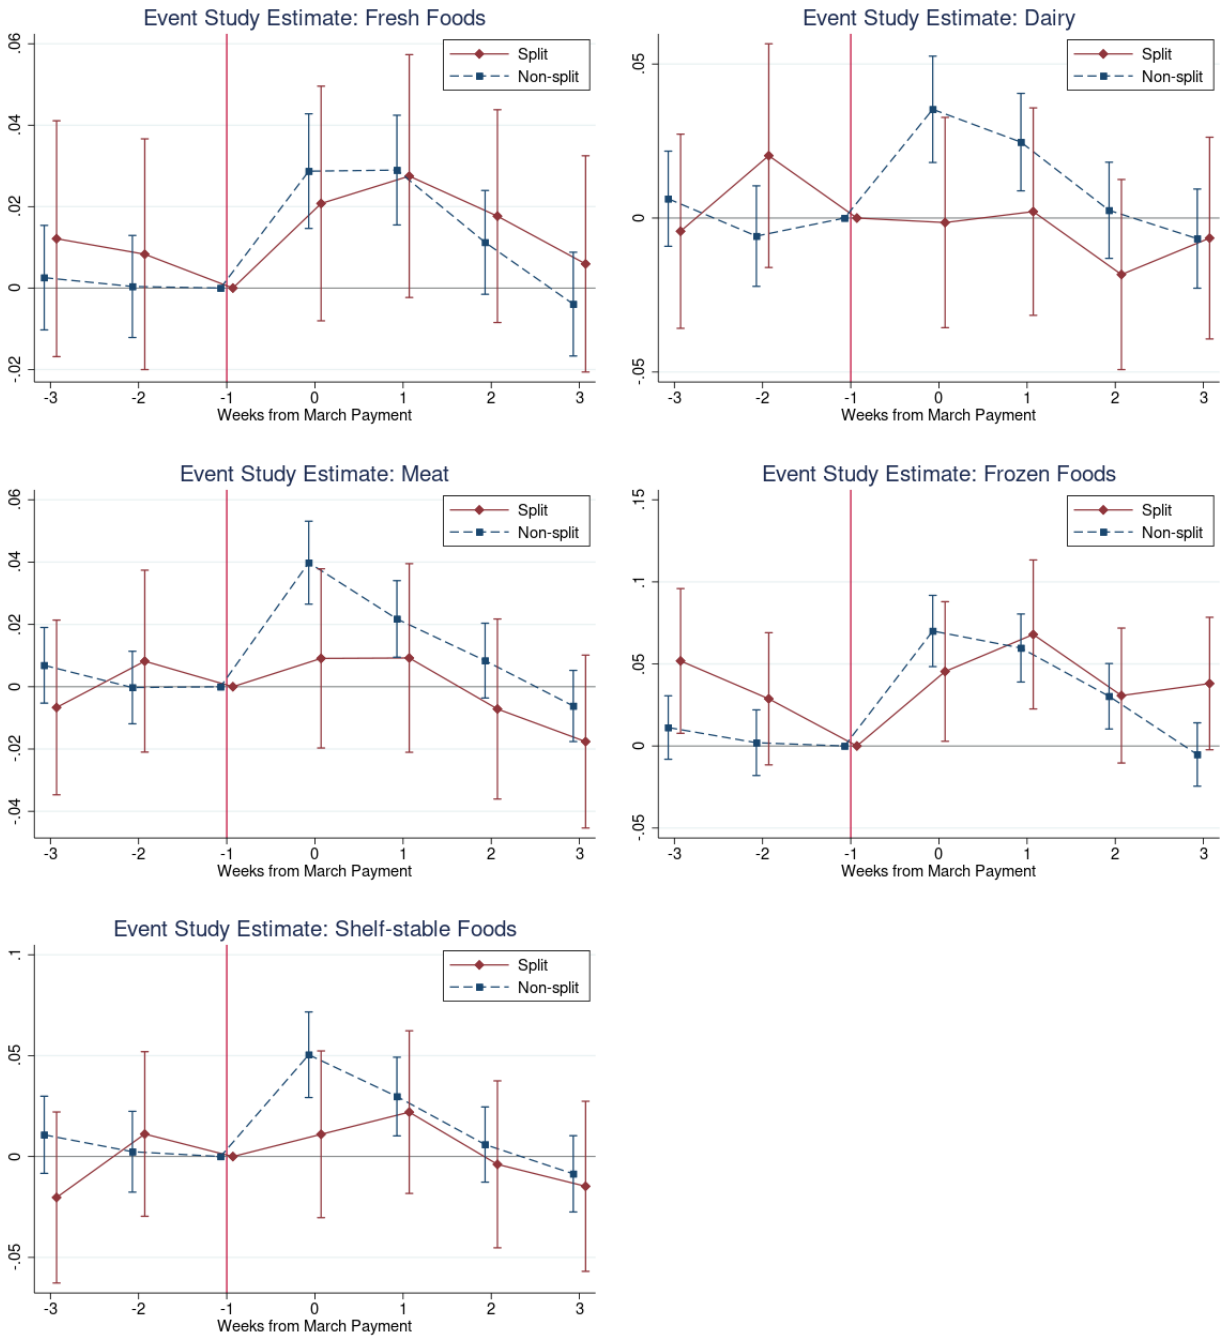 Event Study Estimate: Fresh Foods
Split
Non-split
.06
.04
.02
0
-.02
-3 -2 -1 0 1 2 3
Weeks from March Payment
Event Study Estimate: Dairy
Split
Non-split
.05
0
-.05
-3 -2 -1 0 1 2 3
Weeks from March Payment
Event Study Estimate: Meat
Split
Non-split
.06
.04
.02
0
-.02
-.04
-3 -2 -1 0 1 2 3
Weeks from March Payment
Event Study Estimate: Frozen Foods
Split
Non-split
.15
.1
.05
0
-.05
-3 -2 -1 0 1 2 3
Weeks from March Payment
Event Study Estimate: Shelf-stable Foods
Split
Non-split
.1
.05
0
-.05
-3 -2 -1 0 1 2 3
Weeks from March Payment